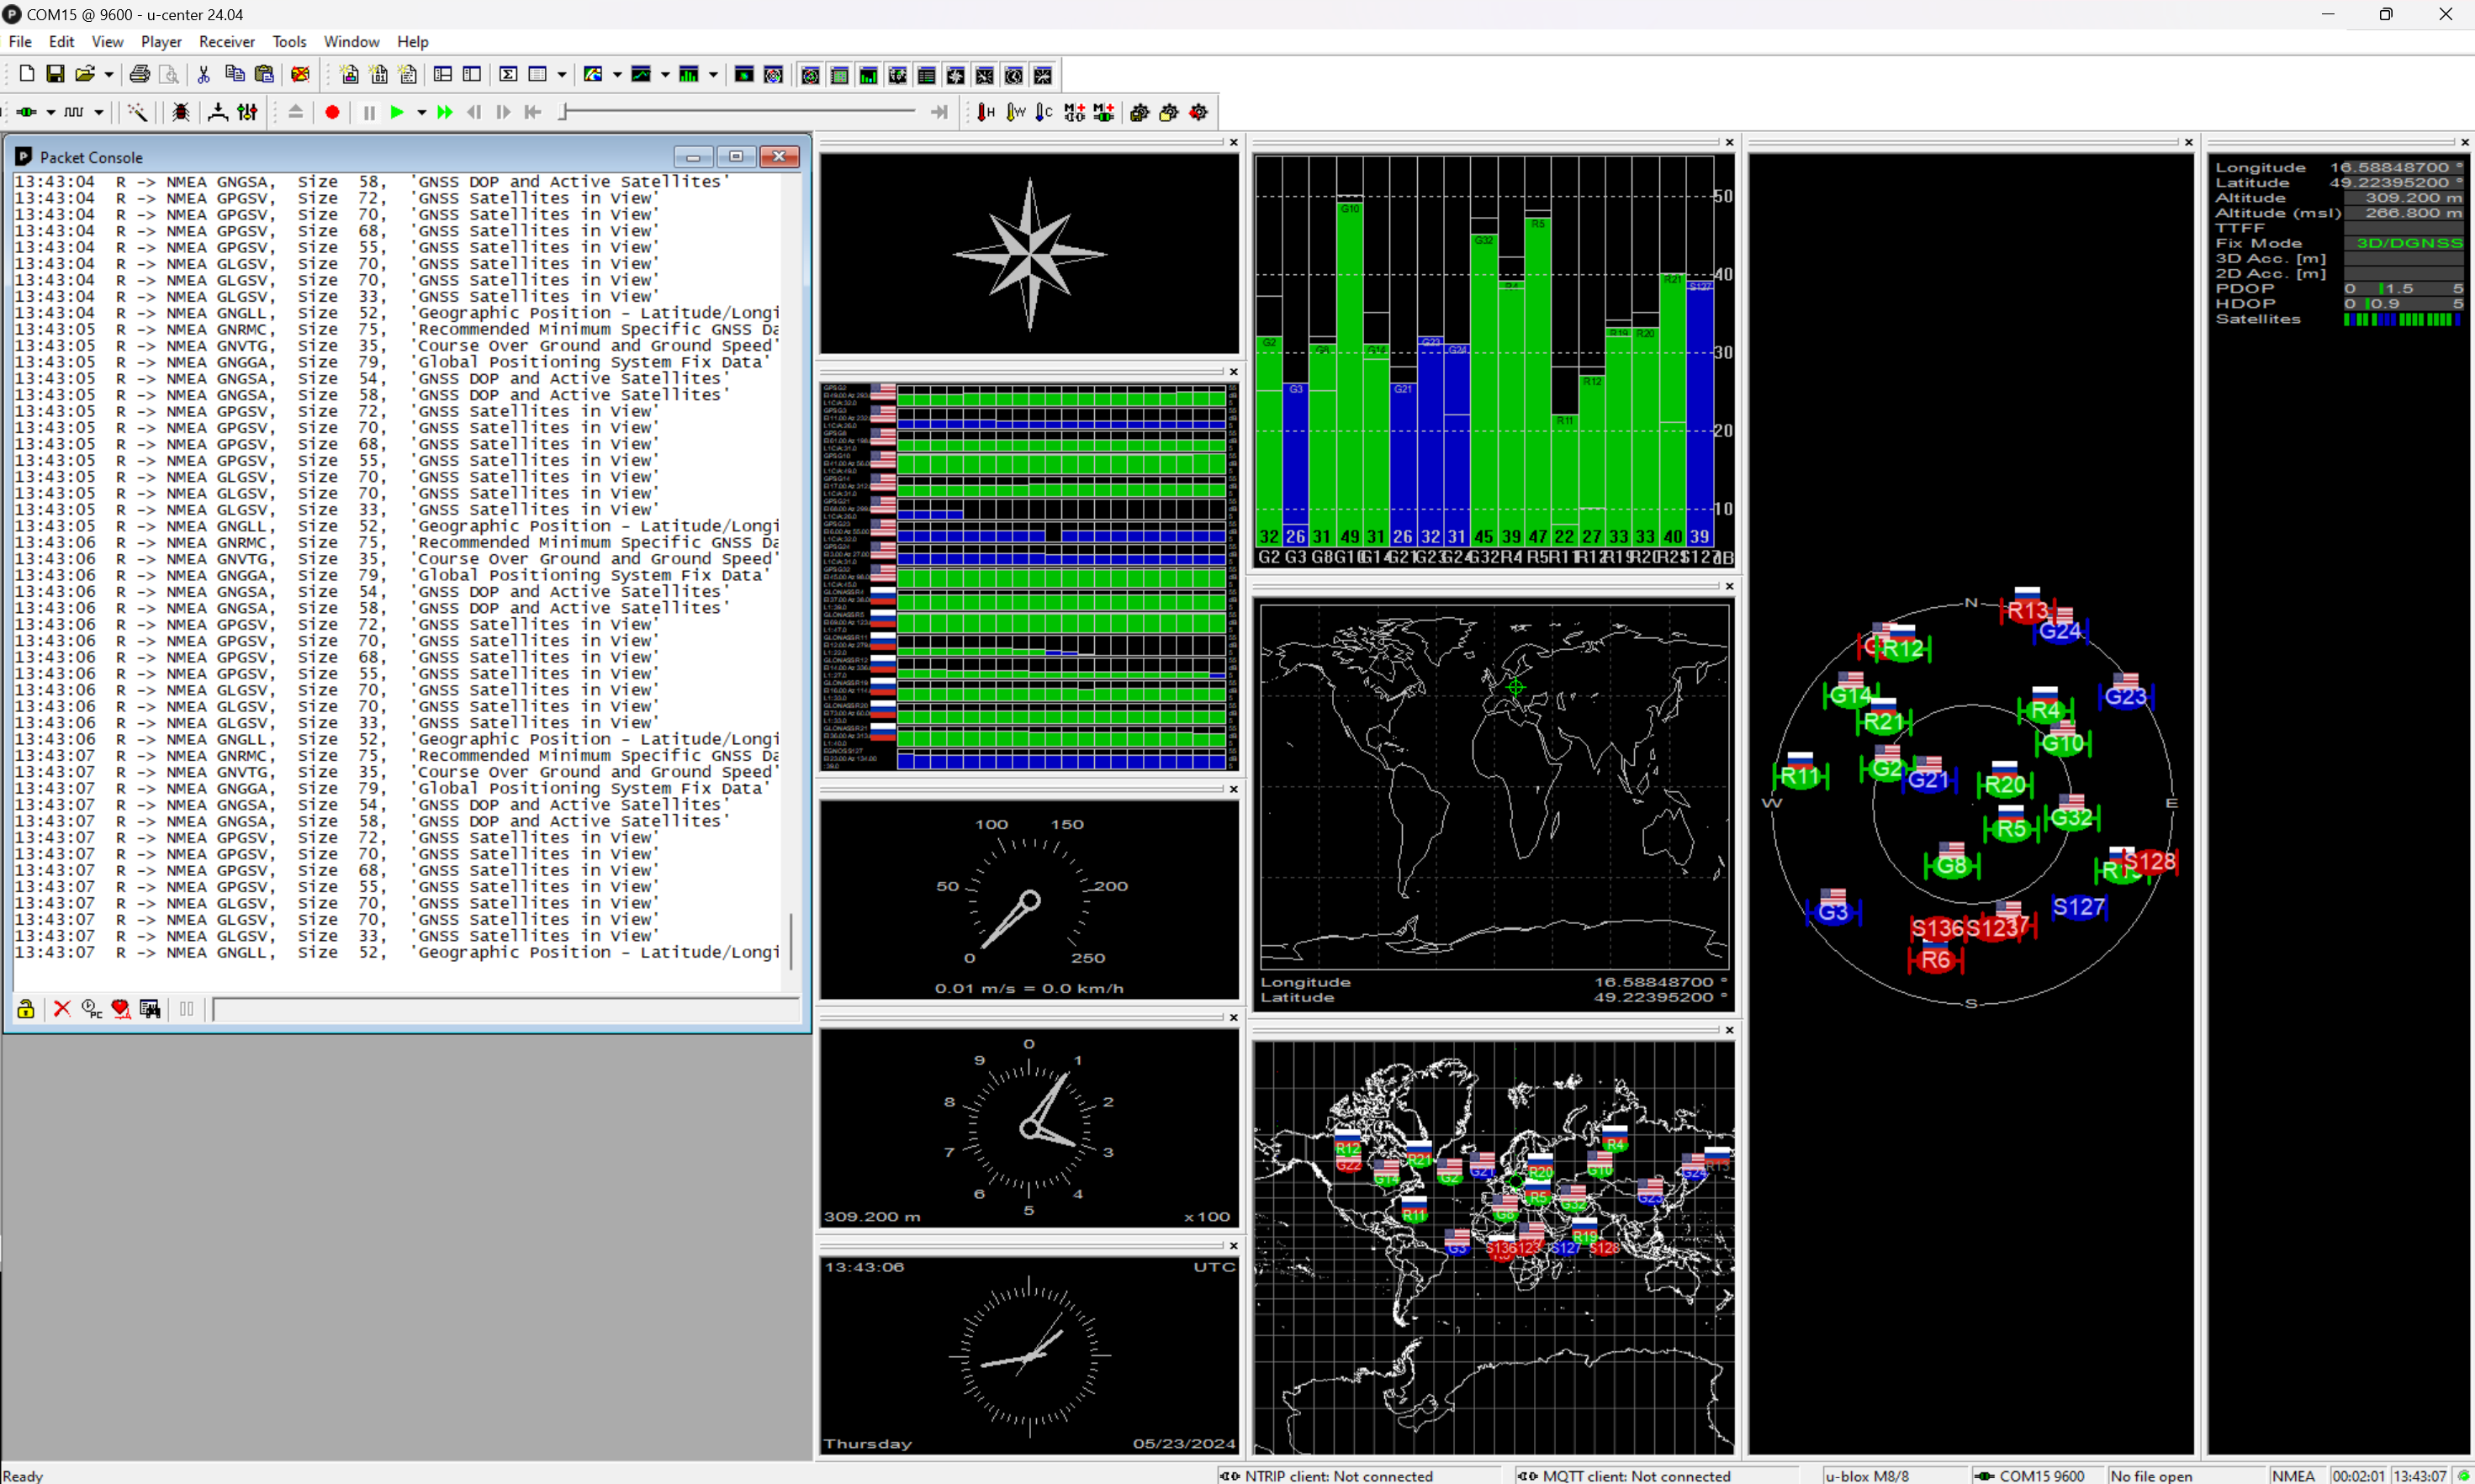 COM15 @ 9600 - u-center 24.04
File Edit View Player Receiver Tools Window Help
Packet Console
13:43:04 R -> NMEA GNGSA, Size 58, 'GNSS DOP and Active Satellites'
13:43:04 R -> NMEA GPGSV, Size 72, 'GNSS Satellites in View'
13:43:04 R -> NMEA GPGSV, Size 70, 'GNSS Satellites in View'
13:43:04 R -> NMEA GPGSV, Size 68, 'GNSS Satellites in View'
13:43:04 R -> NMEA GPGSV, Size 55, 'GNSS Satellites in View'
13:43:04 R -> NMEA GLGSV, Size 70, 'GNSS Satellites in View'
13:43:04 R -> NMEA GLGSV, Size 70, 'GNSS Satellites in View'
13:43:04 R -> NMEA GLGSV, Size 33, 'GNSS Satellites in View'
13:43:04 R -> NMEA GNGLL, Size 52, 'Geographic Position - Latitude/Longi
13:43:05 R -> NMEA GNRMC, Size 75, 'Recommended Minimum Specific GNSS Da
13:43:05 R -> NMEA GNVTG, Size 35, 'Course Over Ground and Ground Speed'
13:43:05 R -> NMEA GNGGA, Size 79, 'Global Positioning System Fix Data'
13:43:05 R -> NMEA GNGSA, Size 54, 'GNSS DOP and Active Satellites'
13:43:05 R -> NMEA GNGSA, Size 58, 'GNSS DOP and Active Satellites'
13:43:05 R -> NMEA GPGSV, Size 72, 'GNSS Satellites in View'
13:43:05 R -> NMEA GPGSV, Size 70, 'GNSS Satellites in View'
13:43:05 R -> NMEA GPGSV, Size 68, 'GNSS Satellites in View'
13:43:05 R -> NMEA GPGSV, Size 55, 'GNSS Satellites in View'
13:43:05 R -> NMEA GLGSV, Size 70, 'GNSS Satellites in View'
13:43:05 R -> NMEA GLGSV, Size 70, 'GNSS Satellites in View'
13:43:05 R -> NMEA GLGSV, Size 33, 'GNSS Satellites in View'
13:43:05 R -> NMEA GNGLL, Size 52, 'Geographic Position - Latitude/Longi
13:43:06 R -> NMEA GNRMC, Size 75, 'Recommended Minimum Specific GNSS Da
13:43:06 R -> NMEA GNVTG, Size 35, 'Course Over Ground and Ground Speed'
13:43:06 R -> NMEA GNGGA, Size 79, 'Global Positioning System Fix Data'
13:43:06 R -> NMEA GNGSA, Size 54, 'GNSS DOP and Active Satellites'
13:43:06 R -> NMEA GNGSA, Size 58, 'GNSS DOP and Active Satellites'
13:43:06 R -> NMEA GPGSV, Size 72, 'GNSS Satellites in View'
13:43:06 R -> NMEA GPGSV, Size 70, 'GNSS Satellites in View'
13:43:06 R -> NMEA GPGSV, Size 68, 'GNSS Satellites in View'
13:43:06 R -> NMEA GPGSV, Size 55, 'GNSS Satellites in View'
13:43:06 R -> NMEA GLGSV, Size 70, 'GNSS Satellites in View'
13:43:06 R -> NMEA GLGSV, Size 70, 'GNSS Satellites in View'
13:43:06 R -> NMEA GLGSV, Size 33, 'GNSS Satellites in View'
13:43:06 R -> NMEA GNGLL, Size 52, 'Geographic Position - Latitude/Longi
13:43:07 R -> NMEA GNRMC, Size 75, 'Recommended Minimum Specific GNSS Da
13:43:07 R -> NMEA GNVTG, Size 35, 'Course Over Ground and Ground Speed'
13:43:07 R -> NMEA GNGGA, Size 79, 'Global Positioning System Fix Data'
13:43:07 R -> NMEA GNGSA, Size 54, 'GNSS DOP and Active Satellites'
13:43:07 R -> NMEA GNGSA, Size 58, 'GNSS DOP and Active Satellites'
13:43:07 R -> NMEA GPGSV, Size 72, 'GNSS Satellites in View'
13:43:07 R -> NMEA GPGSV, Size 70, 'GNSS Satellites in View'
13:43:07 R -> NMEA GPGSV, Size 68, 'GNSS Satellites in View'
13:43:07 R -> NMEA GPGSV, Size 55, 'GNSS Satellites in View'
13:43:07 R -> NMEA GLGSV, Size 70, 'GNSS Satellites in View'
13:43:07 R -> NMEA GLGSV, Size 70, 'GNSS Satellites in View'
13:43:07 R -> NMEA GLGSV, Size 33, 'GNSS Satellites in View'
13:43:07 R -> NMEA GNGLL, Size 52, 'Geographic Position - Latitude/Longi
100 150
50 200
0 250
0.01 m/s = 0.0 km/h
0
9 1
8 2
7 3
6 4
5
309.200 m x100
13:43:06 UTC
Thursday 05/23/2024
50
40
30
20
10
32 26 31 49 31 26 32 31 45 39 47 22 27 33 33 40 39
G2 G3 G8 G10 G14 G21 G23 G24 G32 R4 R5 R11 R12 R19 R20 R21 S127 dB
Longitude 16.58848700 °
Latitude 49.22395200 °
R12 R21 R4
G22 G14 G2 G21 R20 G10 G24 R13
R11 G8 R5 G32 G23
G3 S136 S123 S127 R19 S128
N
R13 G24
R12
G14 R21 R4 G23
G10
R11 G2 G21 R20
W E
R5 G32
G8 S128
G3 S127
S136 S123
R6
S
Longitude 16.58848700 °
Latitude 49.22395200 °
Altitude 309.200 m
Altitude (msl) 266.800 m
TTFF
Fix Mode 3D/DGNSS
3D Acc. [m]
2D Acc. [m]
PDOP 0 1.5 5
HDOP 0 0.9 5
Satellites
Ready NTRIP client: Not connected MQTT client: Not connected u-blox M8/8 COM15 9600 No file open NMEA 00:02:01 13:43:07